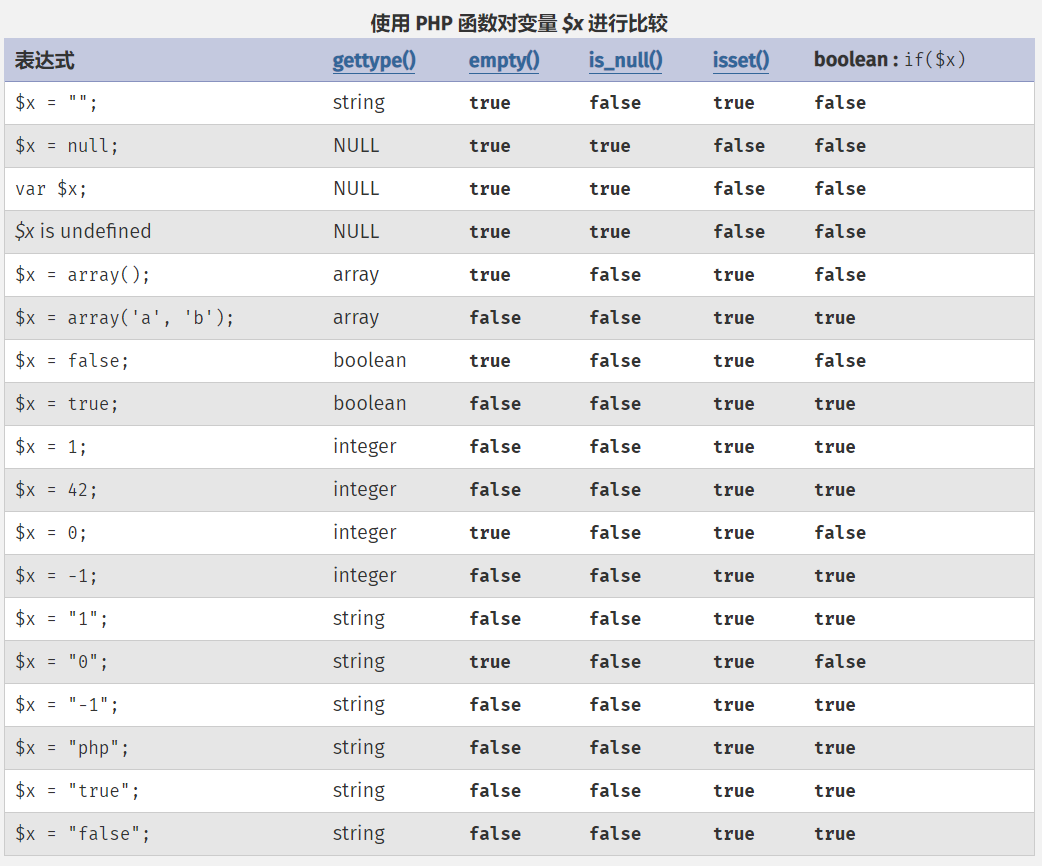 使用 PHP 函数对变量 $x 进行比较
表达式 gettype() empty() is_null() isset() boolean : if($x)
$x = ""; string true false true false
$x = null; NULL true true false false
var $x; NULL true true false false
$x is undefined NULL true true false false
$x = array(); array true false true false
$x = array('a', 'b'); array false false true true
$x = false; boolean true false true false
$x = true; boolean false false true true
$x = 1; integer false false true true
$x = 42; integer false false true true
$x = 0; integer true false true false
$x = -1; integer false false true true
$x = "1"; string false false true true
$x = "0"; string true false true false
$x = "-1"; string false false true true
$x = "php"; string false false true true
$x = "true"; string false false true true
$x = "false"; string false false true true